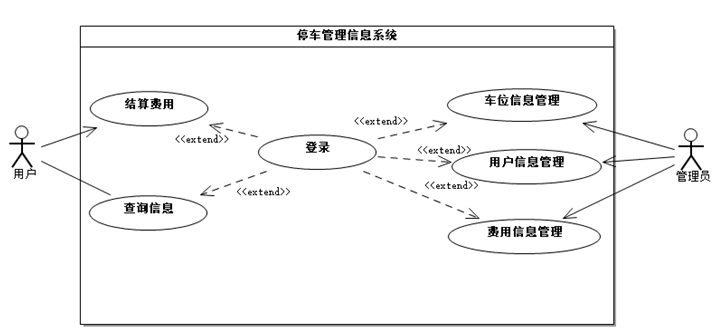 停车管理信息系统
结算费用
车位信息管理
<<extend>>
<<extend>>
登录
<<extend>>
用户信息管理
用户
管理员
<<extend>>
<<extend>>
查询信息
费用信息管理